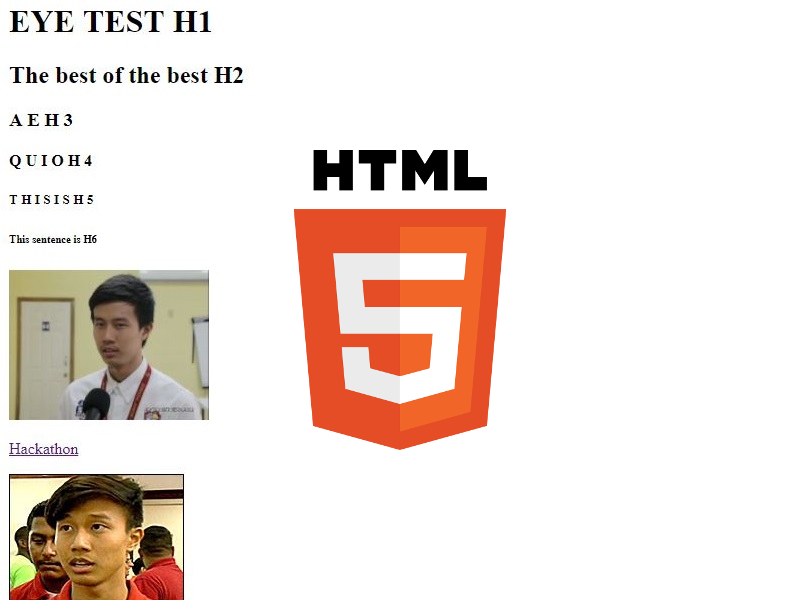 EYE TEST H1
The best of the best H2
A E H 3
Q U I O H 4
T H I S I S H 5
This sentence is H6
HTML
5
Hackathon